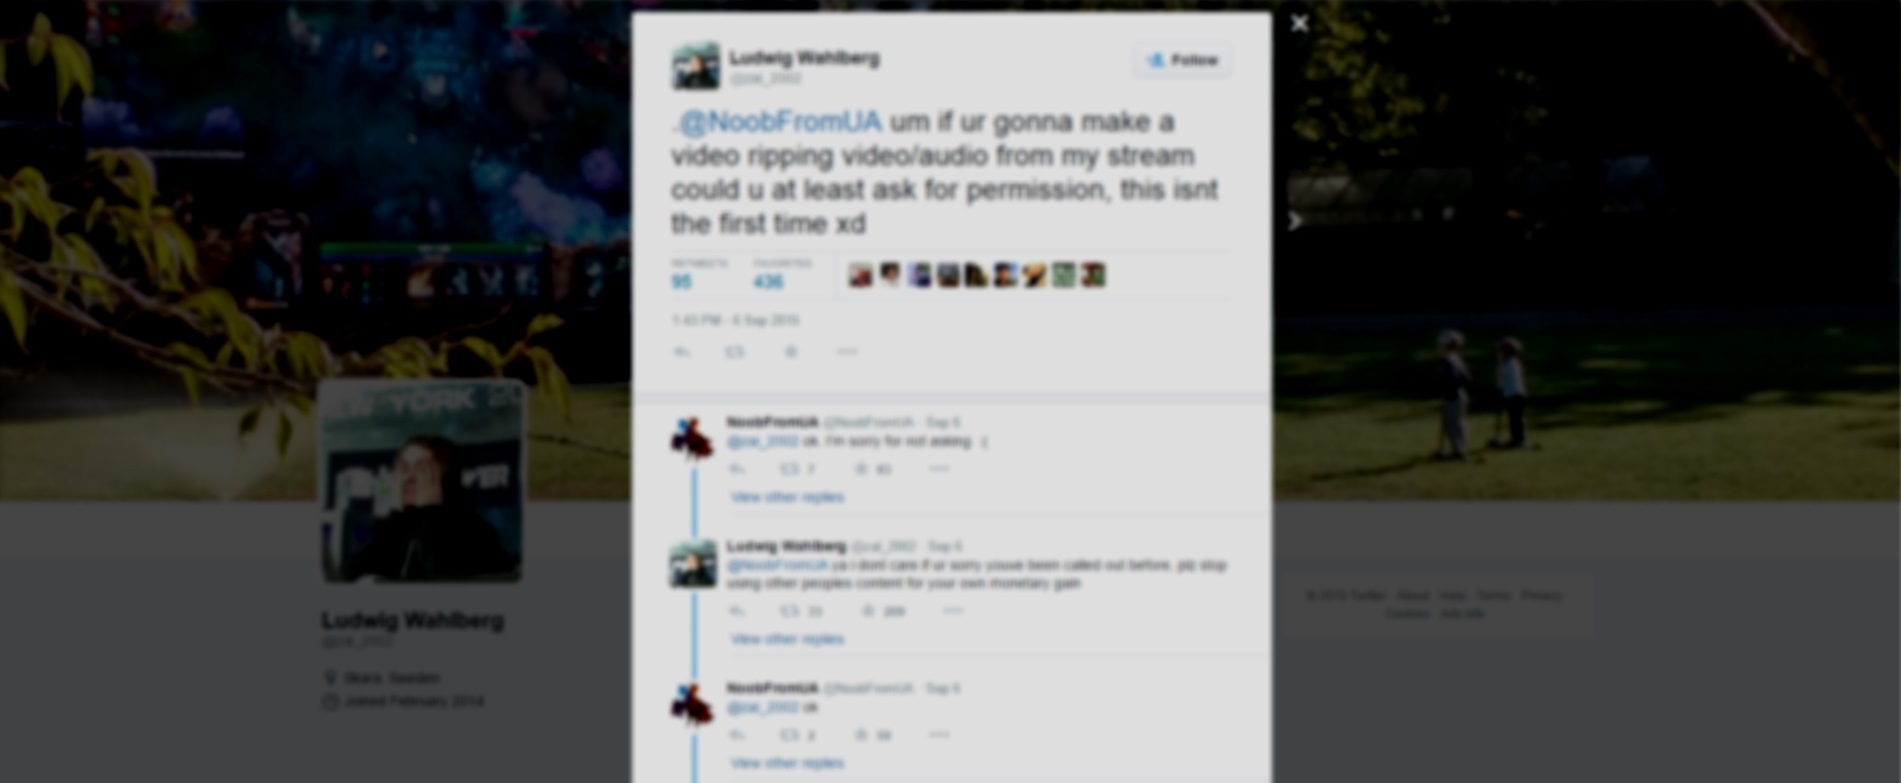 Ludwig Wahlberg
@zai_2002
Follow
.@NoobFromUA um if ur gonna make a
video ripping video/audio from my stream
could u at least ask for permission, this isnt
the first time xd
RETWEETS FAVORITES
95 436
1:43 PM - 6 Sep 2015
NoobFromUA @NoobFromUA · Sep 6
@zai_2002 ok. I'm sorry for not asking :(
7
View other replies
Ludwig Wahlberg @zai_2002 · Sep 6
@NoobFromUA ya i dont care if ur sorry youve been called out before, plz stop
using other peoples content for your own monetary gain
View other replies
NoobFromUA @NoobFromUA · Sep 6
@zai_2002 ok
2
View other replies
NEW YORK 20
Ludwig Wahlberg
@zai_2002
Skara, Sweden
Joined February 2014
© 2015 Twitter About Help Terms Privacy
Cookies Ads info